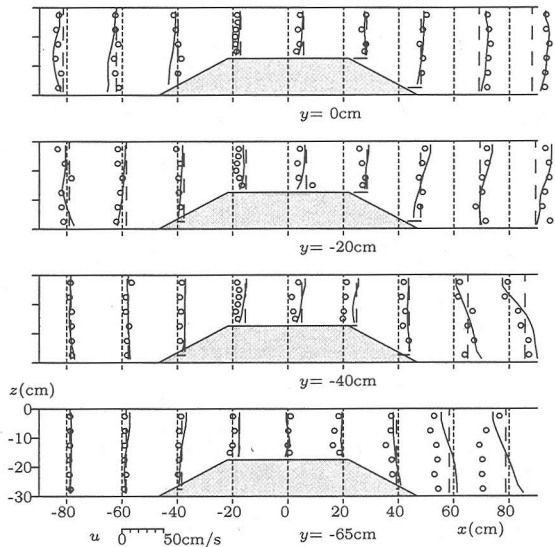 y= 0cm
y= -20cm
y= -40cm
z(cm)
0
-10
-20
-30
-80 -60 -40 -20 0 20 40 60 80
u 0 50cm/s y= -65cm x(cm)